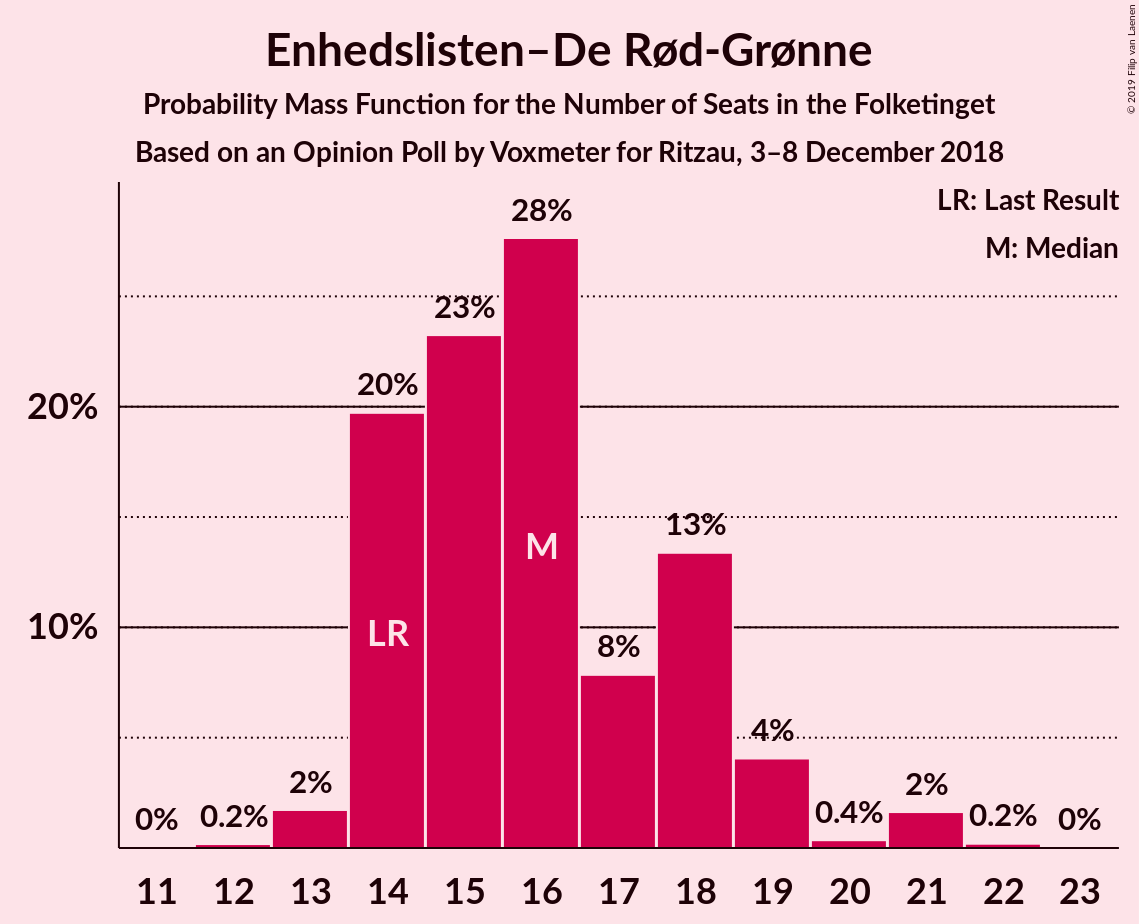 Enhedslisten–De Rød-Grønne
Probability Mass Function for the Number of Seats in the Folketinget
Based on an Opinion Poll by Voxmeter for Ritzau, 3–8 December 2018
© 2019 Filip van Laenen
LR: Last Result
M: Median
28%
23%
20%
20%
13%
M
10%
LR
8%
4%
2%
2%
0%
0.2%
0.4%
0.2%
0%
11 12 13 14 15 16 17 18 19 20 21 22 23